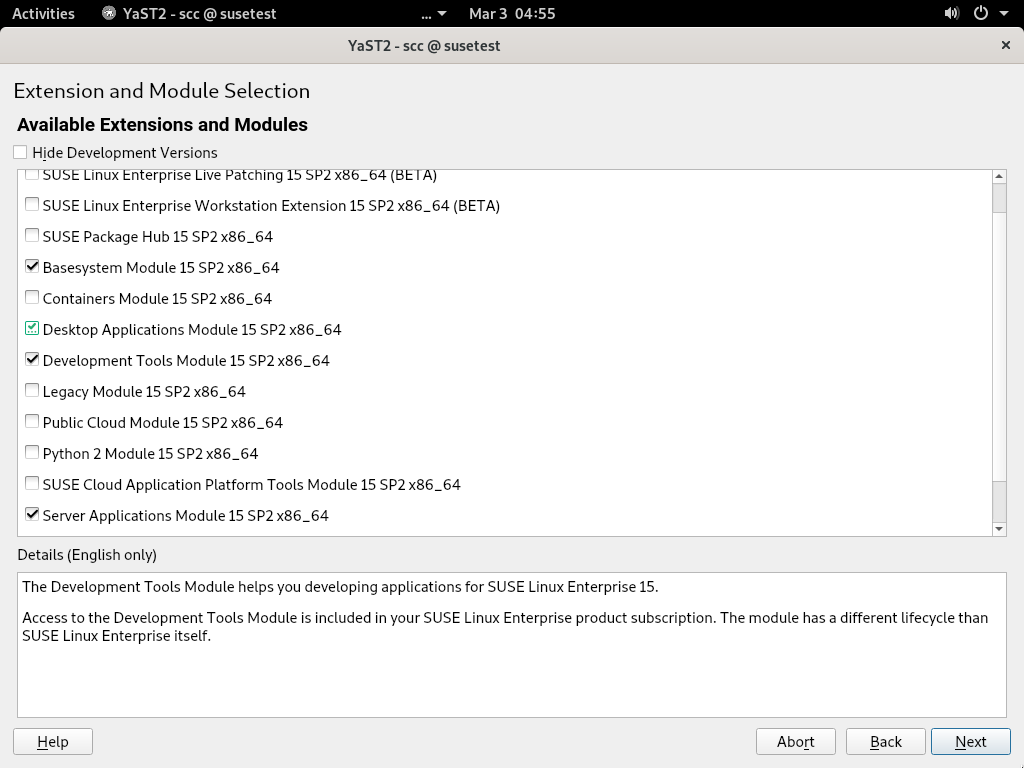 Activities YaST2 - scc @ susetest ... Mar 3 04:55
YaST2 - scc @ susetest ×
Extension and Module Selection
Available Extensions and Modules
Hide Development Versions
SUSE Linux Enterprise Live Patching 15 SP2 x86_64 (BETA)
SUSE Linux Enterprise Workstation Extension 15 SP2 x86_64 (BETA)
SUSE Package Hub 15 SP2 x86_64
Basesystem Module 15 SP2 x86_64
Containers Module 15 SP2 x86_64
Desktop Applications Module 15 SP2 x86_64
Development Tools Module 15 SP2 x86_64
Legacy Module 15 SP2 x86_64
Public Cloud Module 15 SP2 x86_64
Python 2 Module 15 SP2 x86_64
SUSE Cloud Application Platform Tools Module 15 SP2 x86_64
Server Applications Module 15 SP2 x86_64
Details (English only)
The Development Tools Module helps you developing applications for SUSE Linux Enterprise 15.
Access to the Development Tools Module is included in your SUSE Linux Enterprise product subscription. The module has a different lifecycle than
SUSE Linux Enterprise itself.
Help Abort Back Next